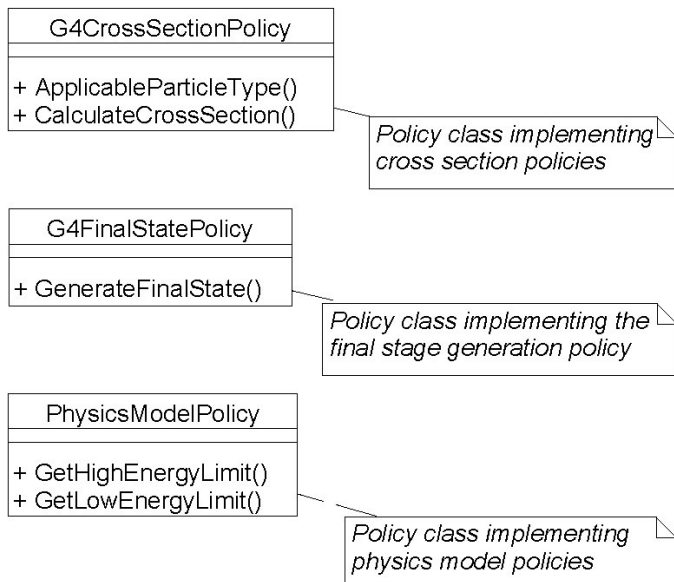 G4CrossSectionPolicy
+ ApplicableParticleType()
+ CalculateCrossSection()
Policy class implementing
cross section policies
G4FinalStatePolicy
+ GenerateFinalState()
Policy class implementing the
final stage generation policy
PhysicsModelPolicy
+ GetHighEnergyLimit()
+ GetLowEnergyLimit()
Policy class implementing
physics model policies